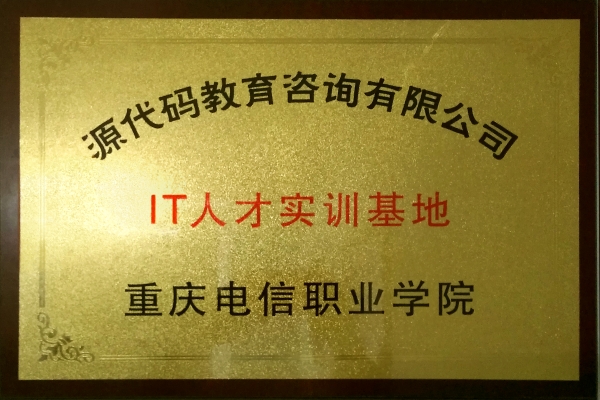 源代码教育咨询有限公司
IT人才实训基地
重庆电信职业学院